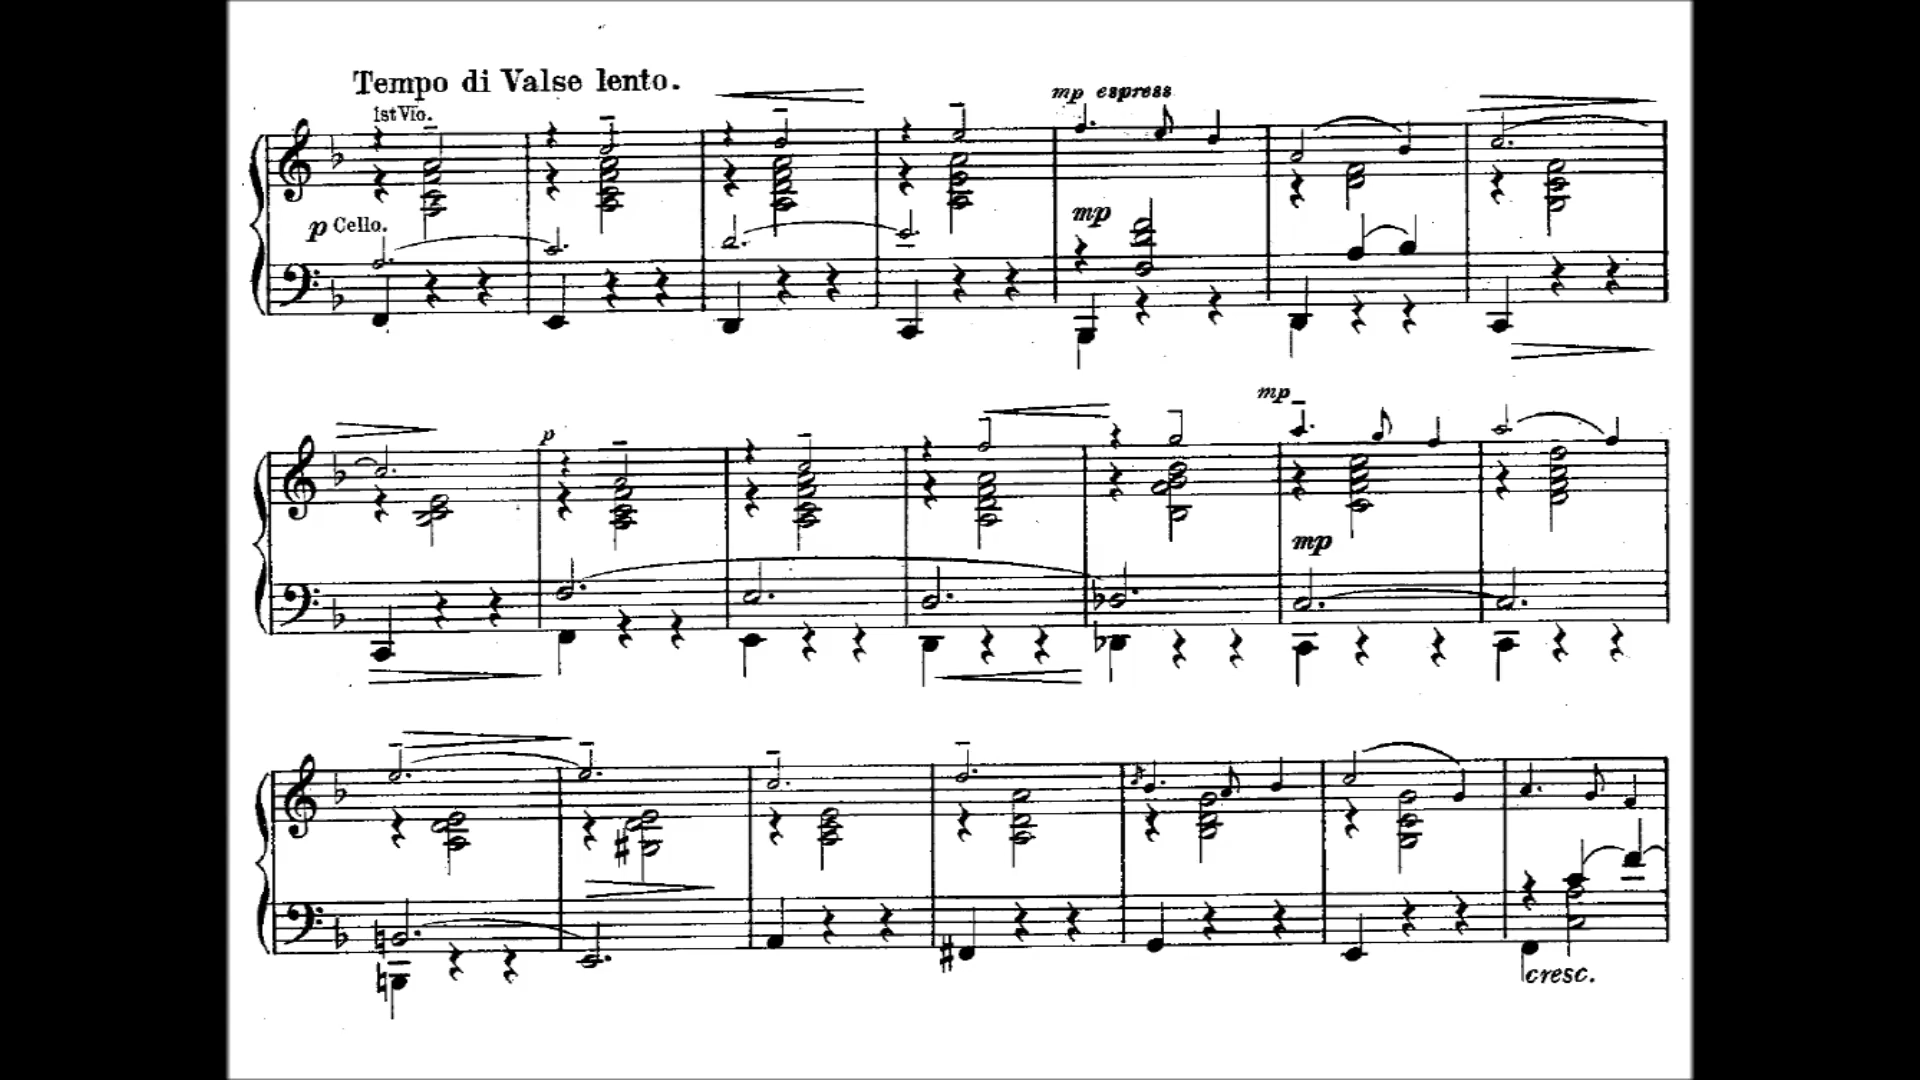 Tempo di Valse lento.
1st Vio.
mp espress
p Cello.
mp
mp
p
mp
cresc.